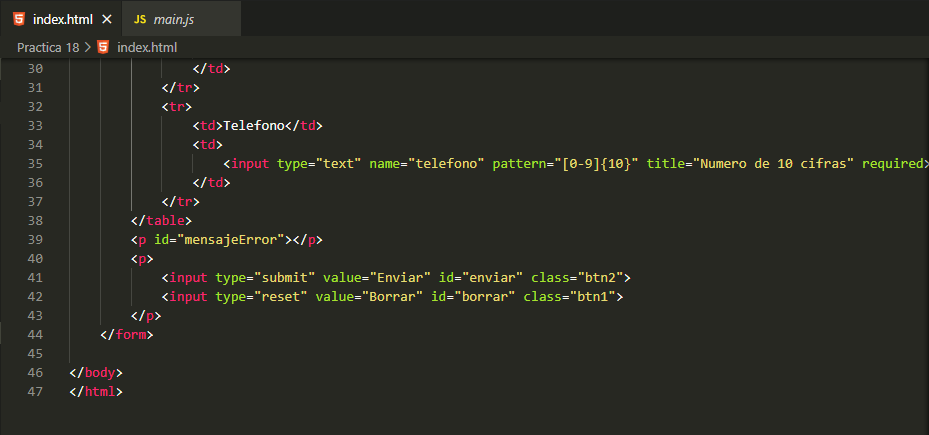 index.html × JS main.js
Practica 18 > index.html
30 </td>
31 </tr>
32 <tr>
33 <td>Telefono</td>
34 <td>
35 <input type="text" name="telefono" pattern="[0-9]{10}" title="Numero de 10 cifras" required>
36 </td>
37 </tr>
38 </table>
39 <p id="mensajeError"></p>
40 <p>
41 <input type="submit" value="Enviar" id="enviar" class="btn2">
42 <input type="reset" value="Borrar" id="borrar" class="btn1">
43 </p>
44 </form>
45
46 </body>
47 </html>